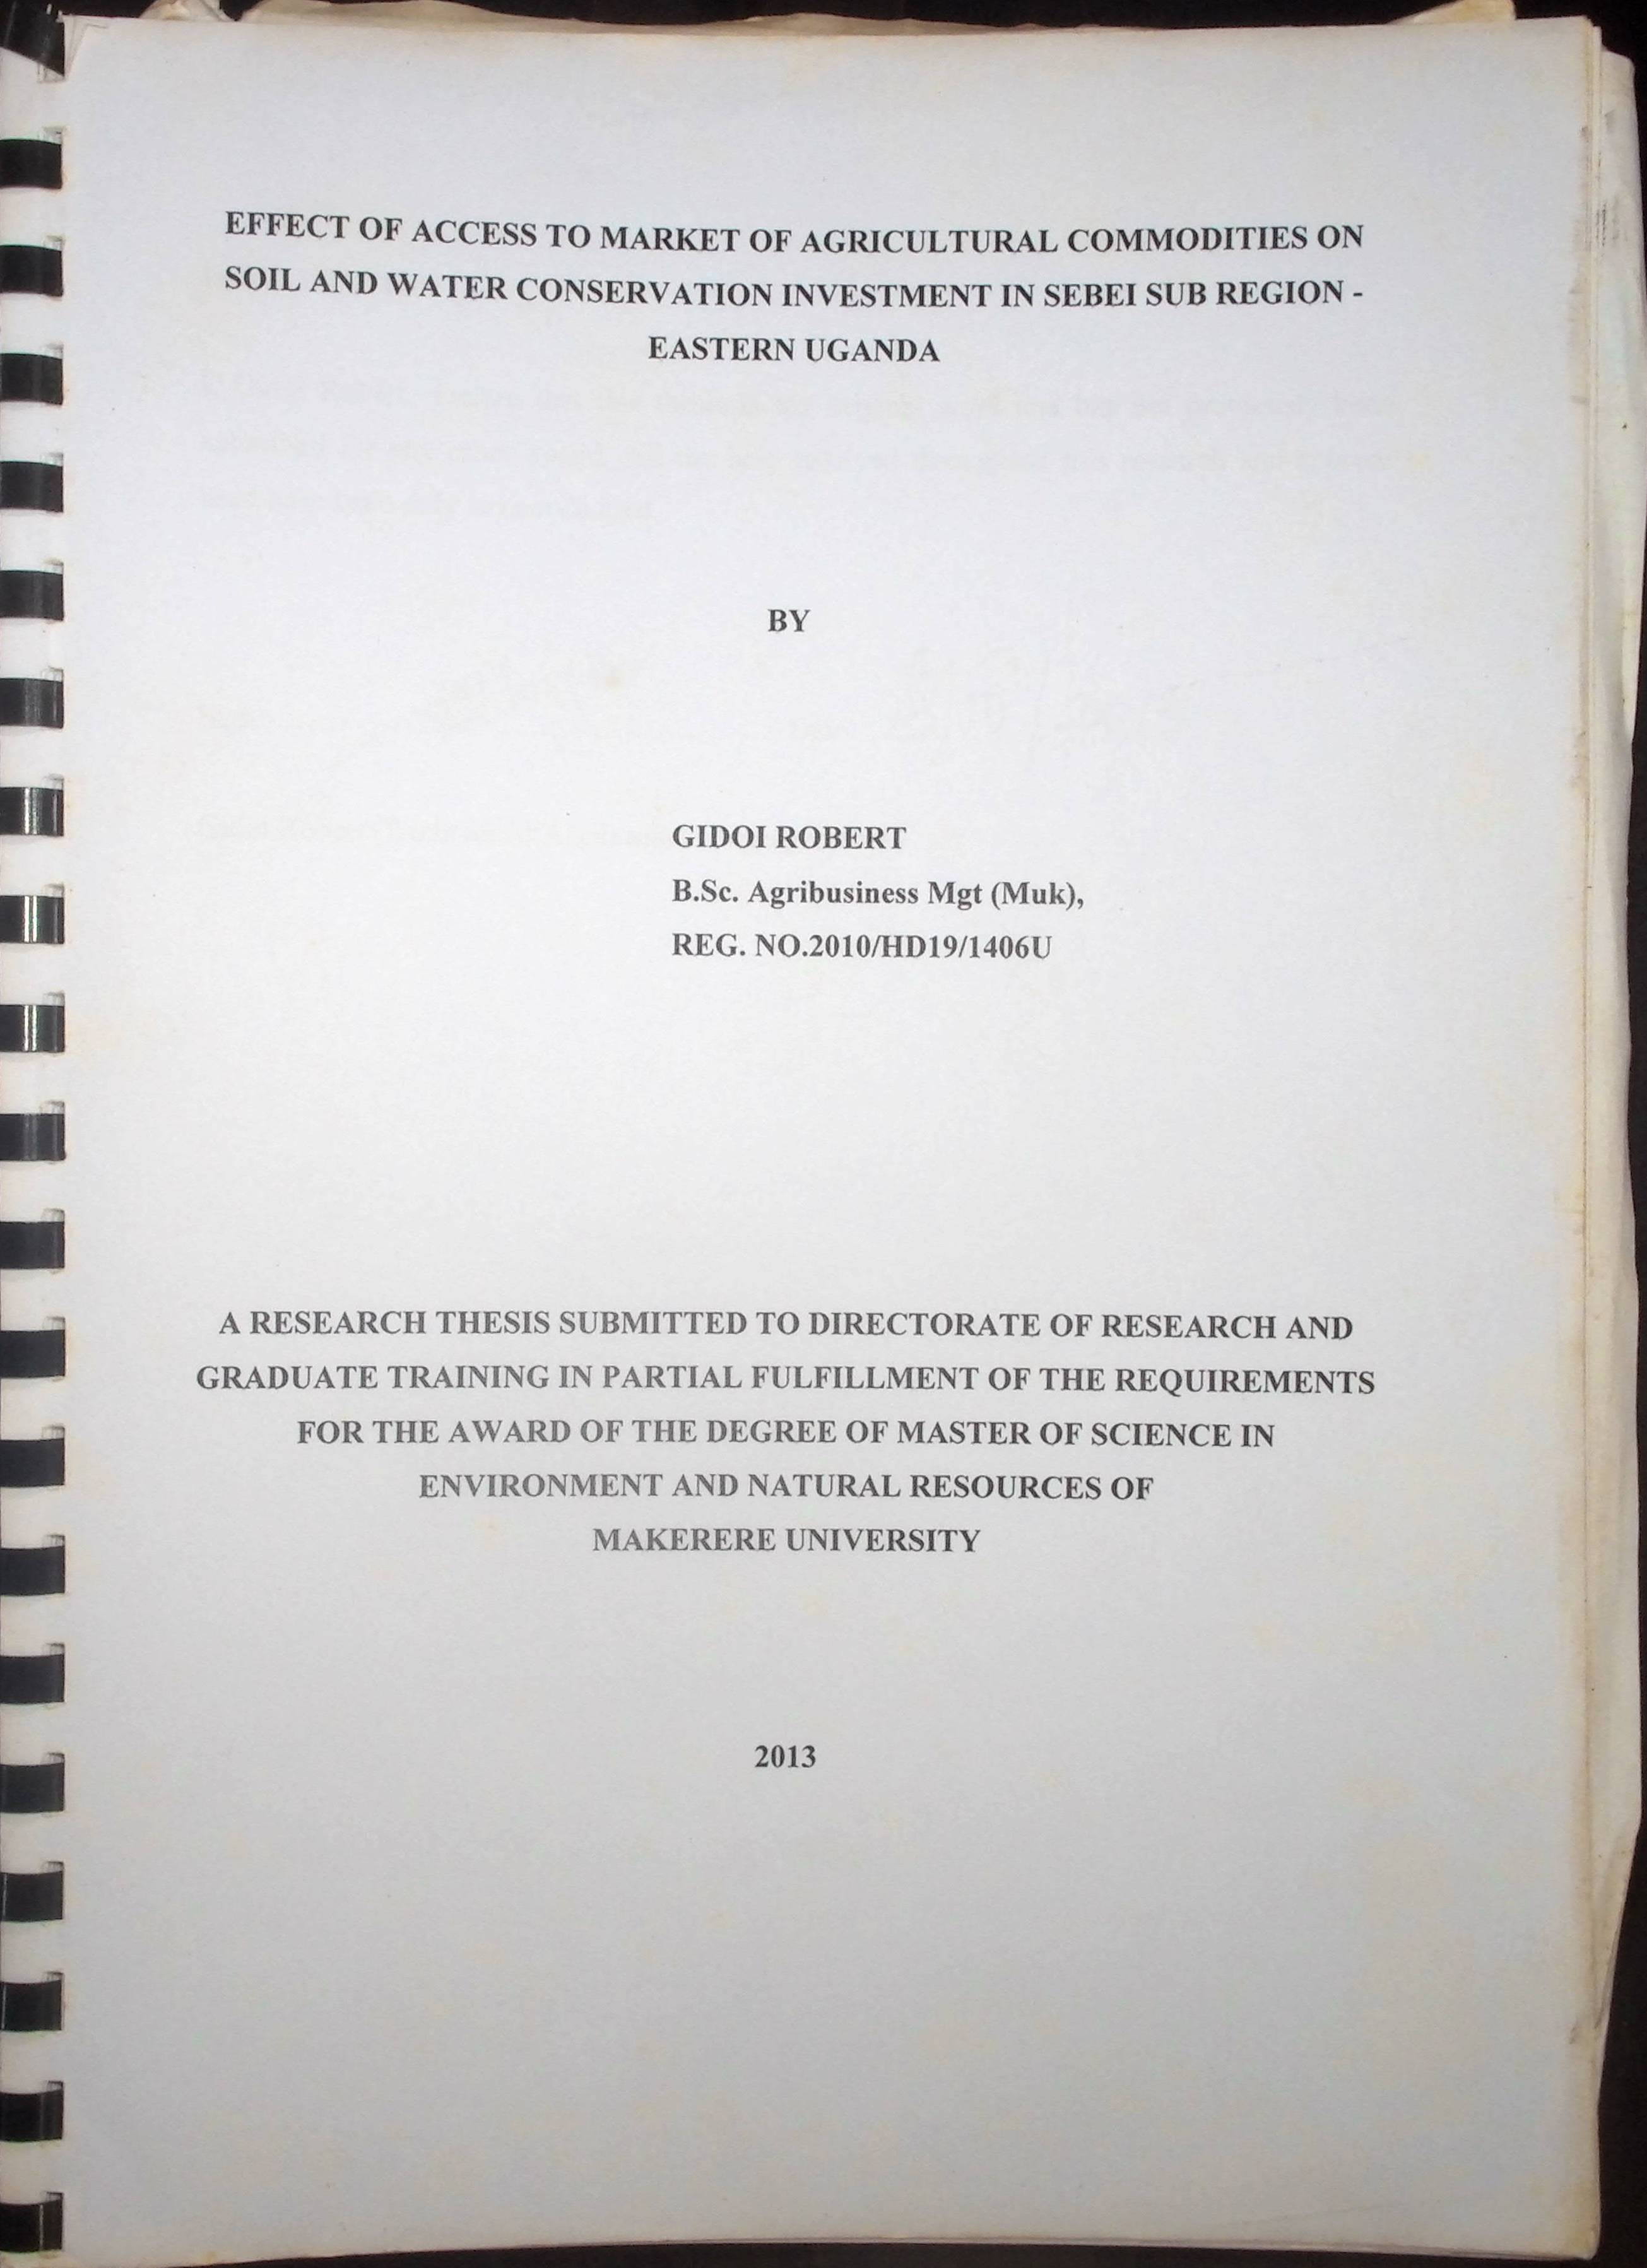 EFFECT OF ACCESS TO MARKET OF AGRICULTURAL COMMODITIES ON
SOIL AND WATER CONSERVATION INVESTMENT IN SEBEI SUB REGION -
EASTERN UGANDA
BY
GIDOI ROBERT
B.Sc. Agribusiness Mgt (Muk),
REG. NO.2010/HD19/1406U
A RESEARCH THESIS SUBMITTED TO DIRECTORATE OF RESEARCH AND
GRADUATE TRAINING IN PARTIAL FULFILLMENT OF THE REQUIREMENTS
FOR THE AWARD OF THE DEGREE OF MASTER OF SCIENCE IN
ENVIRONMENT AND NATURAL RESOURCES OF
MAKERERE UNIVERSITY
2013